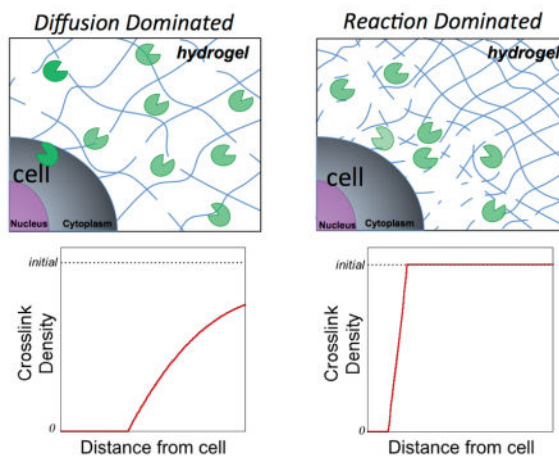 Diffusion Dominated
hydrogel
cell
Nucleus Cytoplasm
initial
Crosslink
Density
0
Distance from cell
Reaction Dominated
hydrogel
cell
Nucleus Cytoplasm
initial
Crosslink
Density
0
Distance from cell